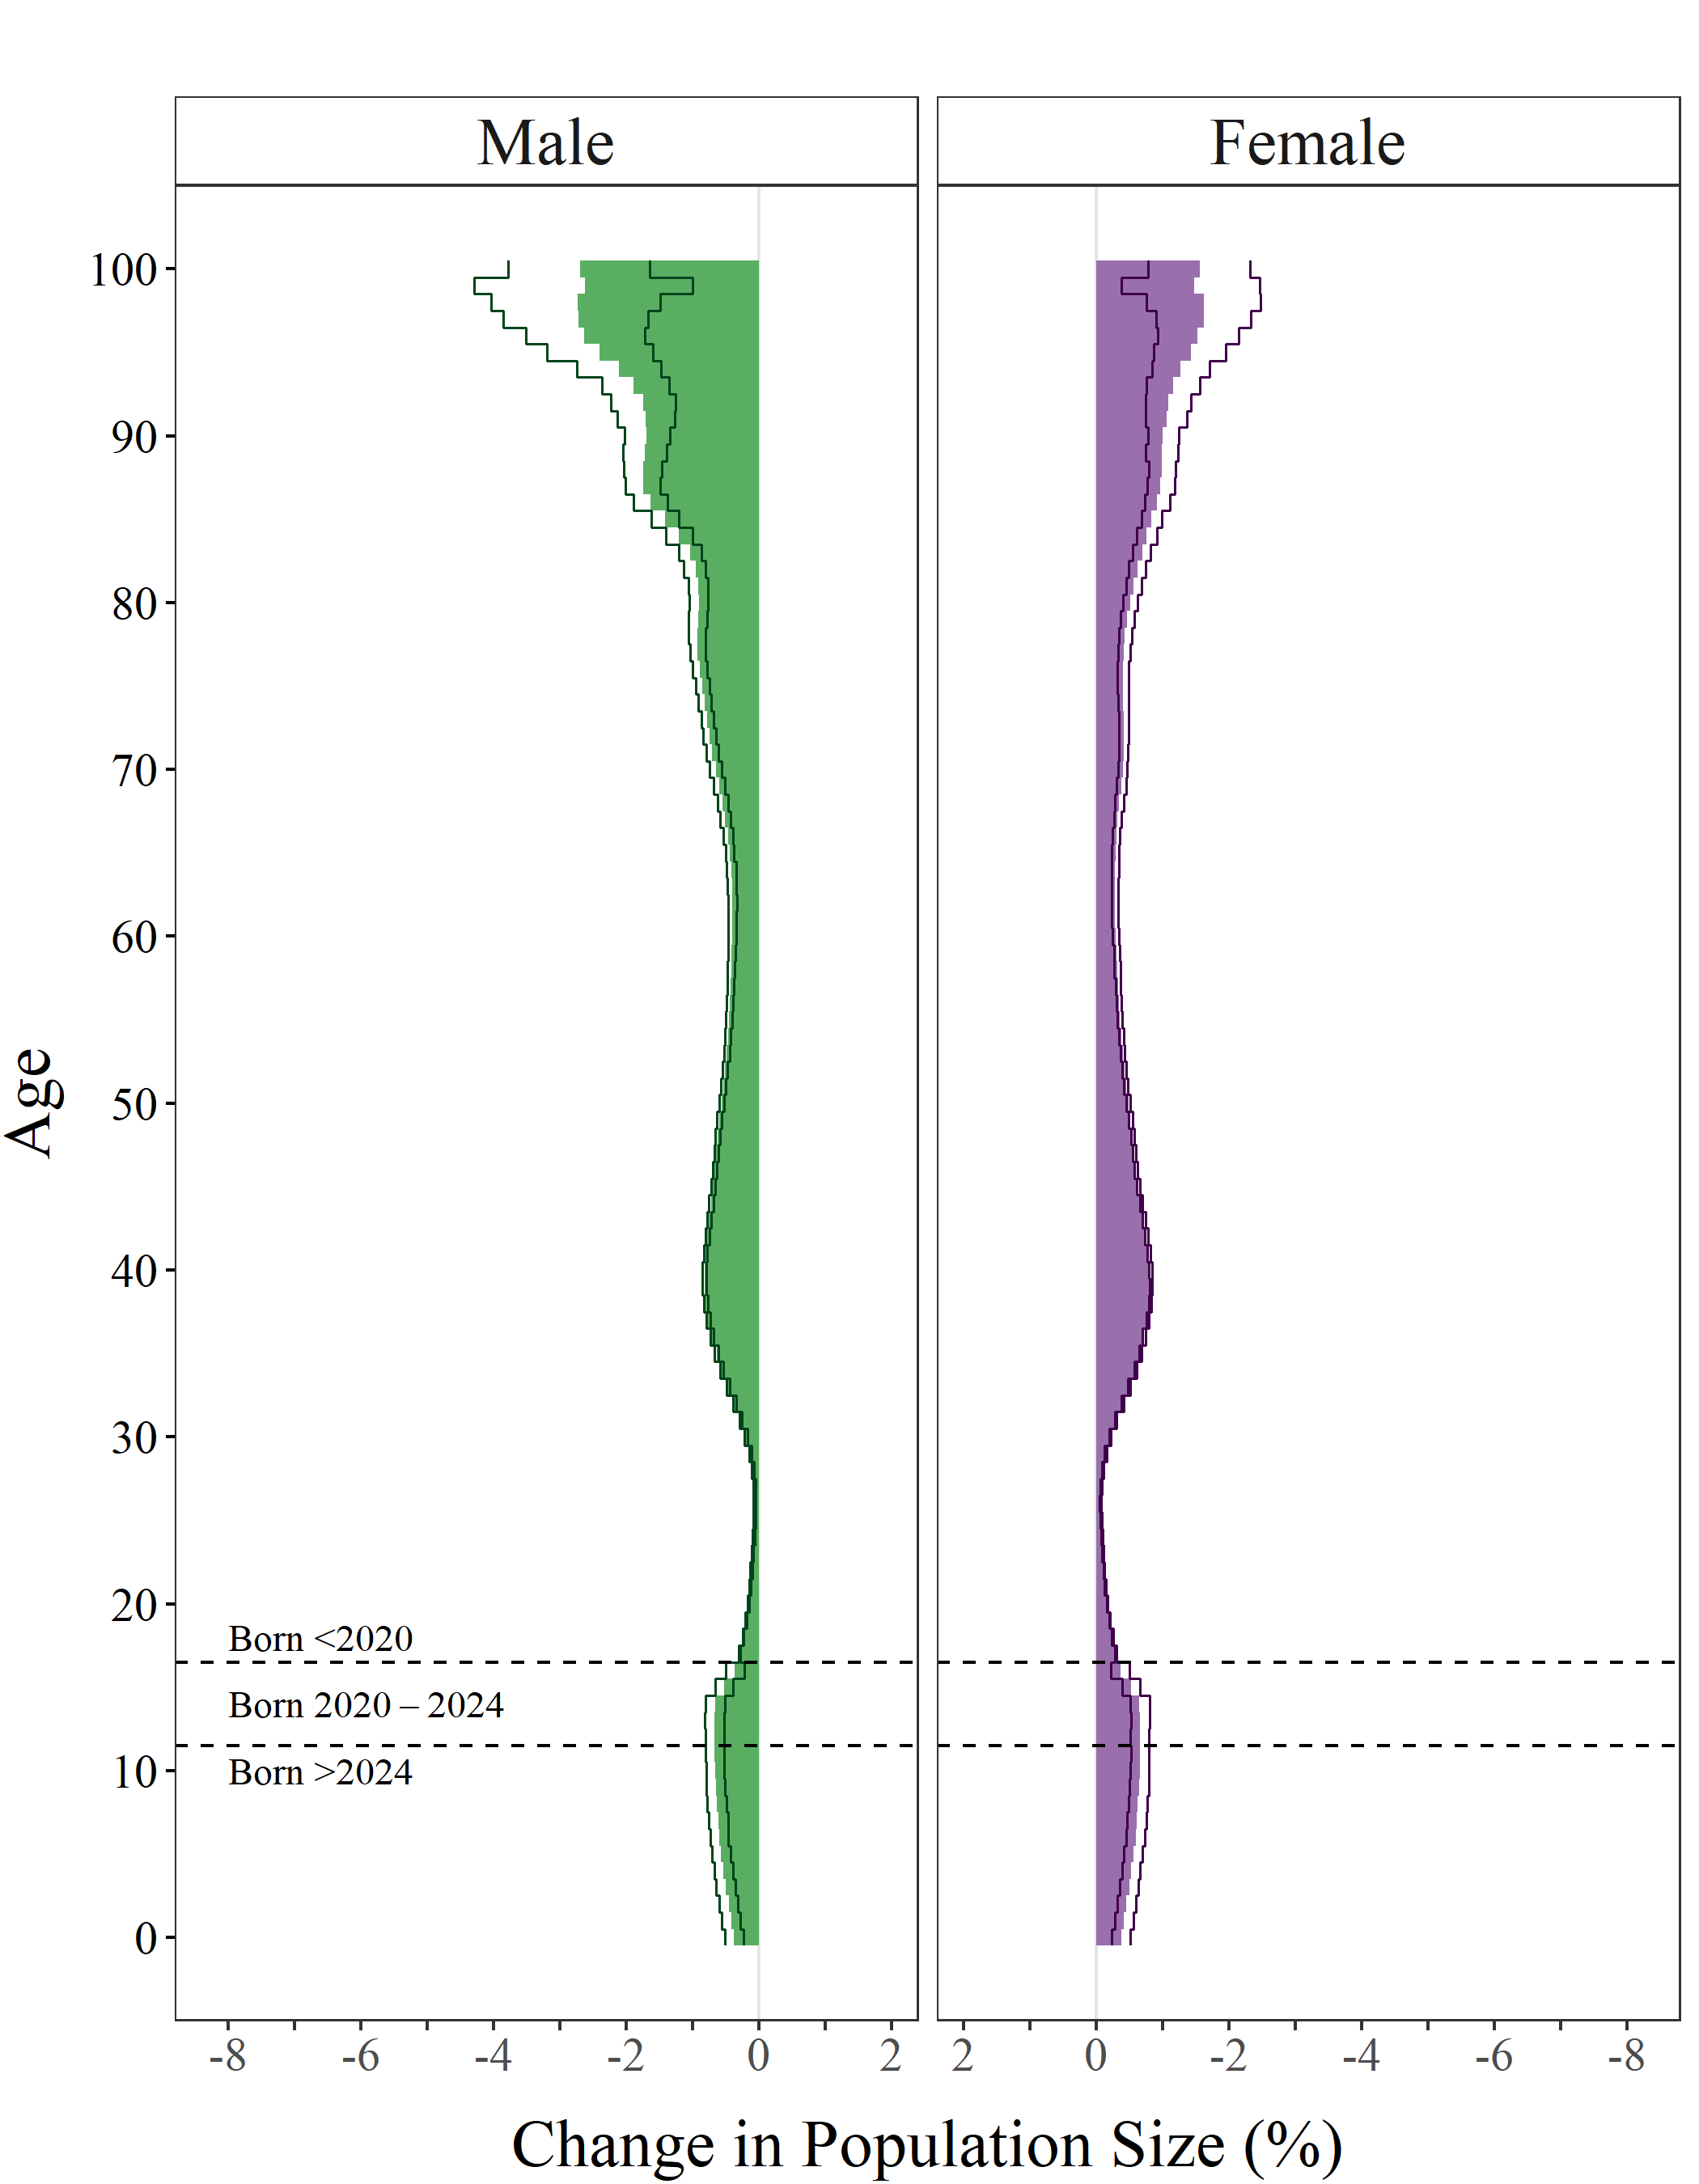 Male
Female
100
90
80
70
60
50
40
30
20
10
0
Age
Born <2020
Born 2020 – 2024
Born >2024
-8 -6 -4 -2 0 2
2 0 -2 -4 -6 -8
Change in Population Size (%)